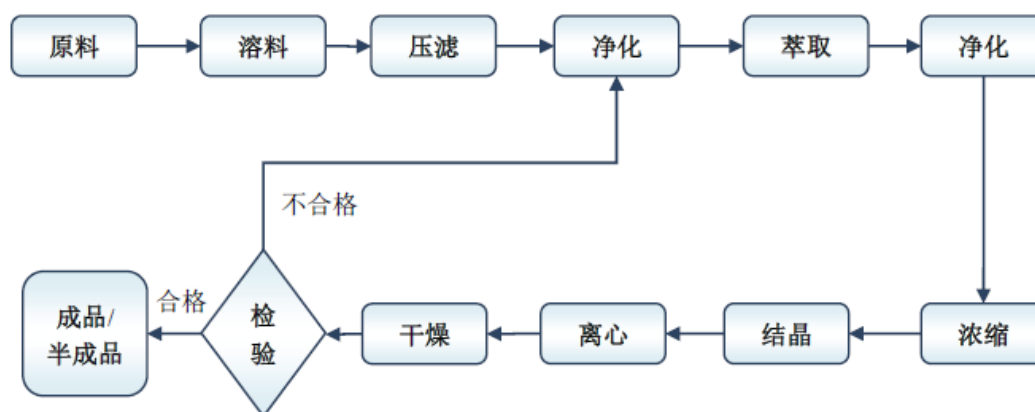 原料
溶料
压滤
净化
萃取
净化
不合格
成品/
半成品
合格
检
验
干燥
离心
结晶
浓缩